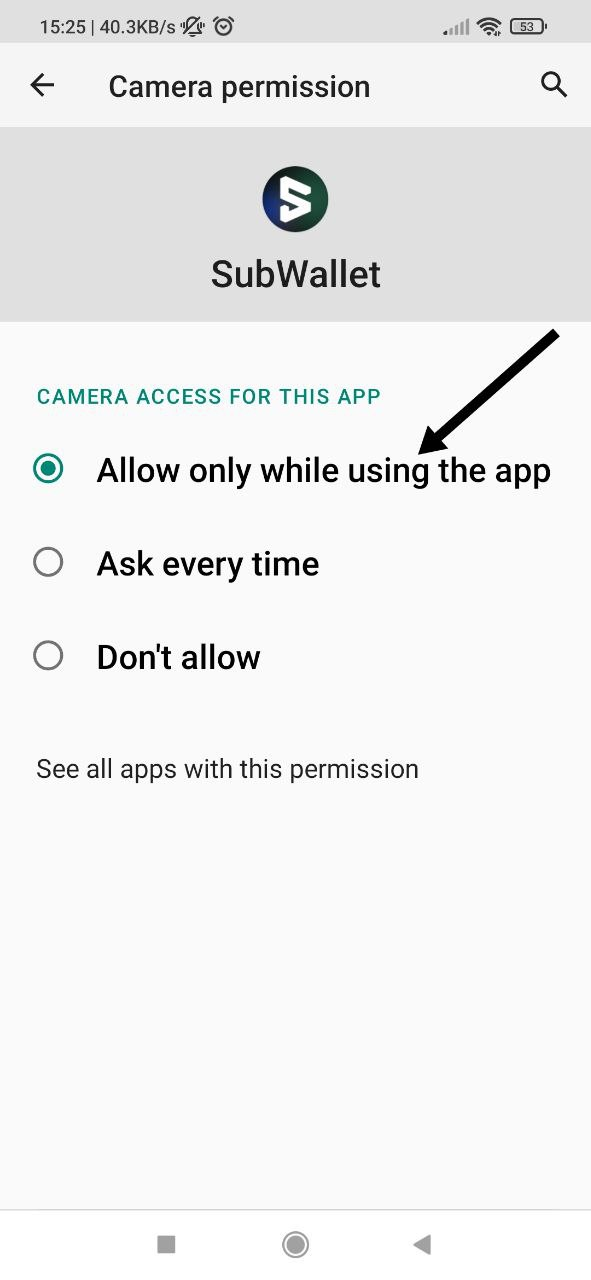 15:25 | 40.3KB/s 53
Camera permission
SubWallet
CAMERA ACCESS FOR THIS APP
Allow only while using the app
Ask every time
Don't allow
See all apps with this permission